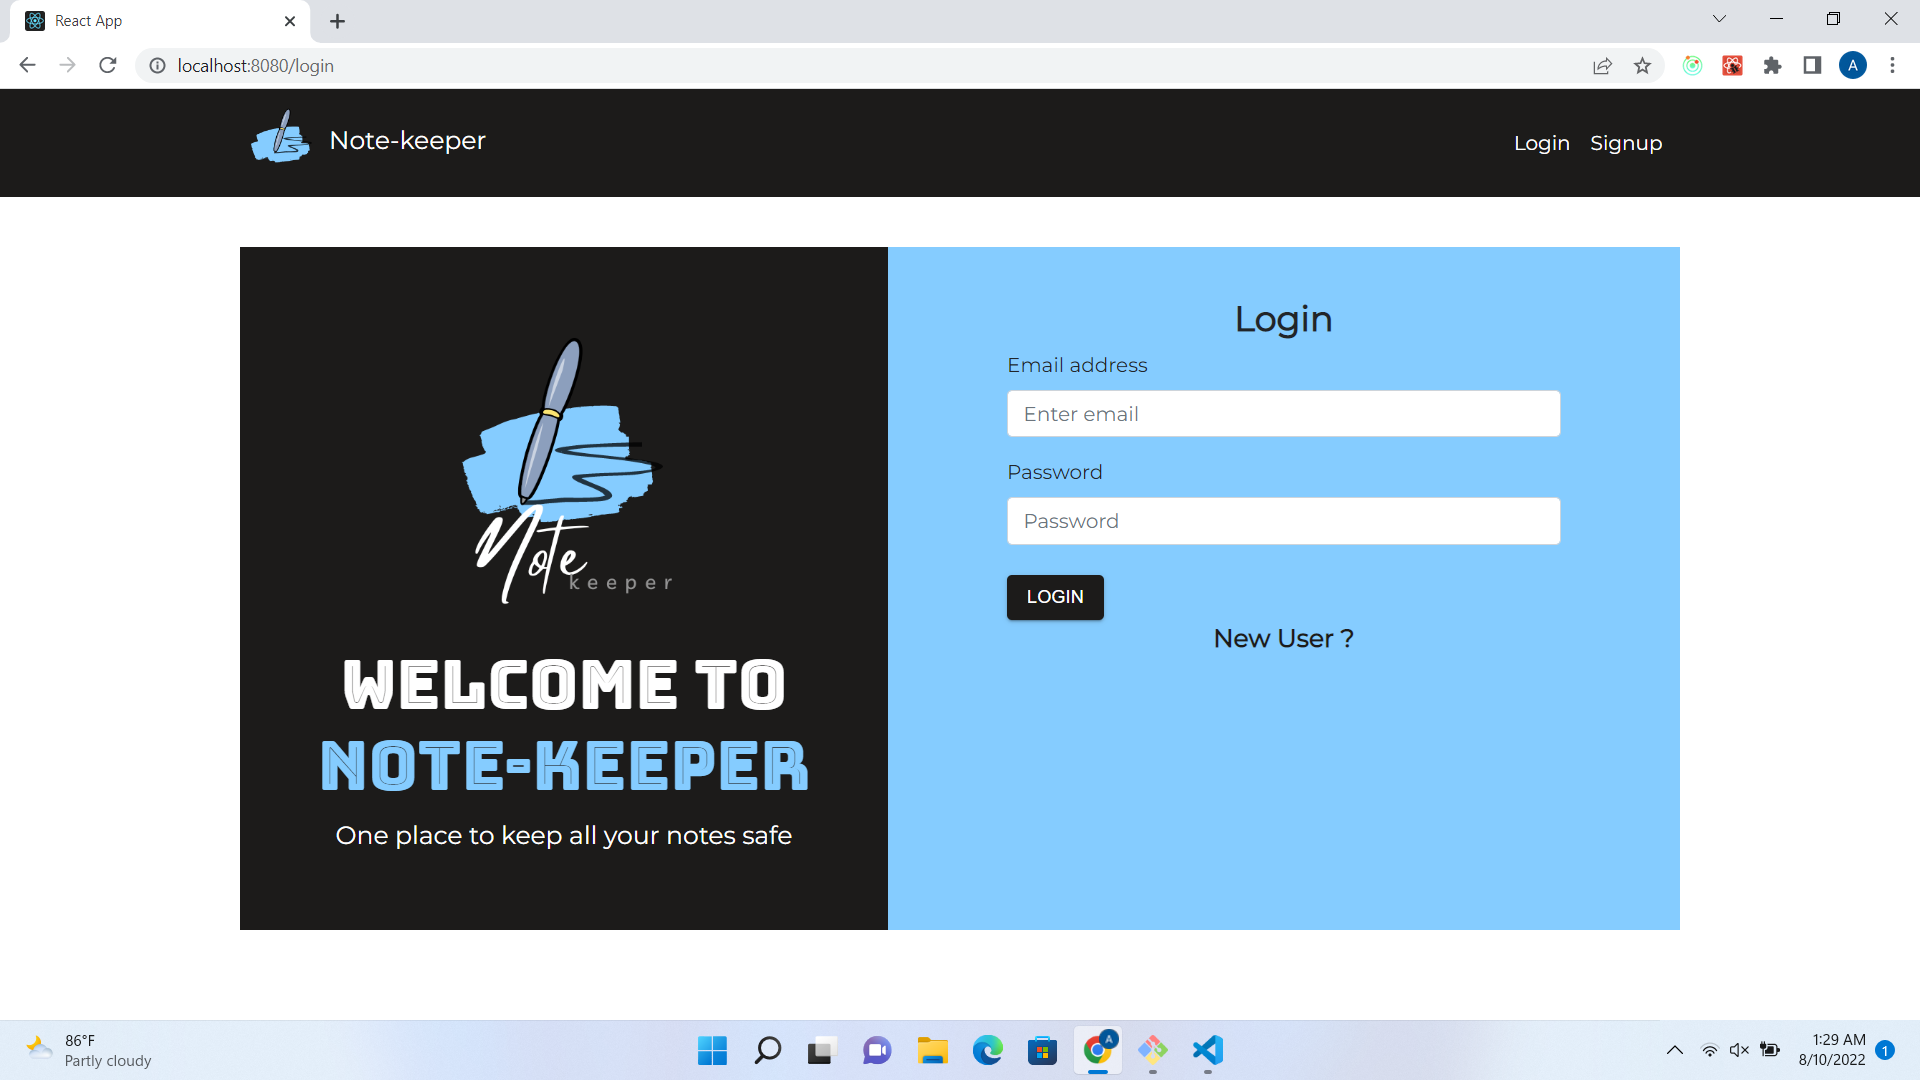 React App
localhost:8080/login
A
Note-keeper
Login Signup
Note
keeper
WELCOME TO
NOTE-KEEPER
One place to keep all your notes safe
Login
Email address
Enter email
Password
Password
LOGIN
New User ?
86°F
Partly cloudy
A
1:29 AM
8/10/2022
1